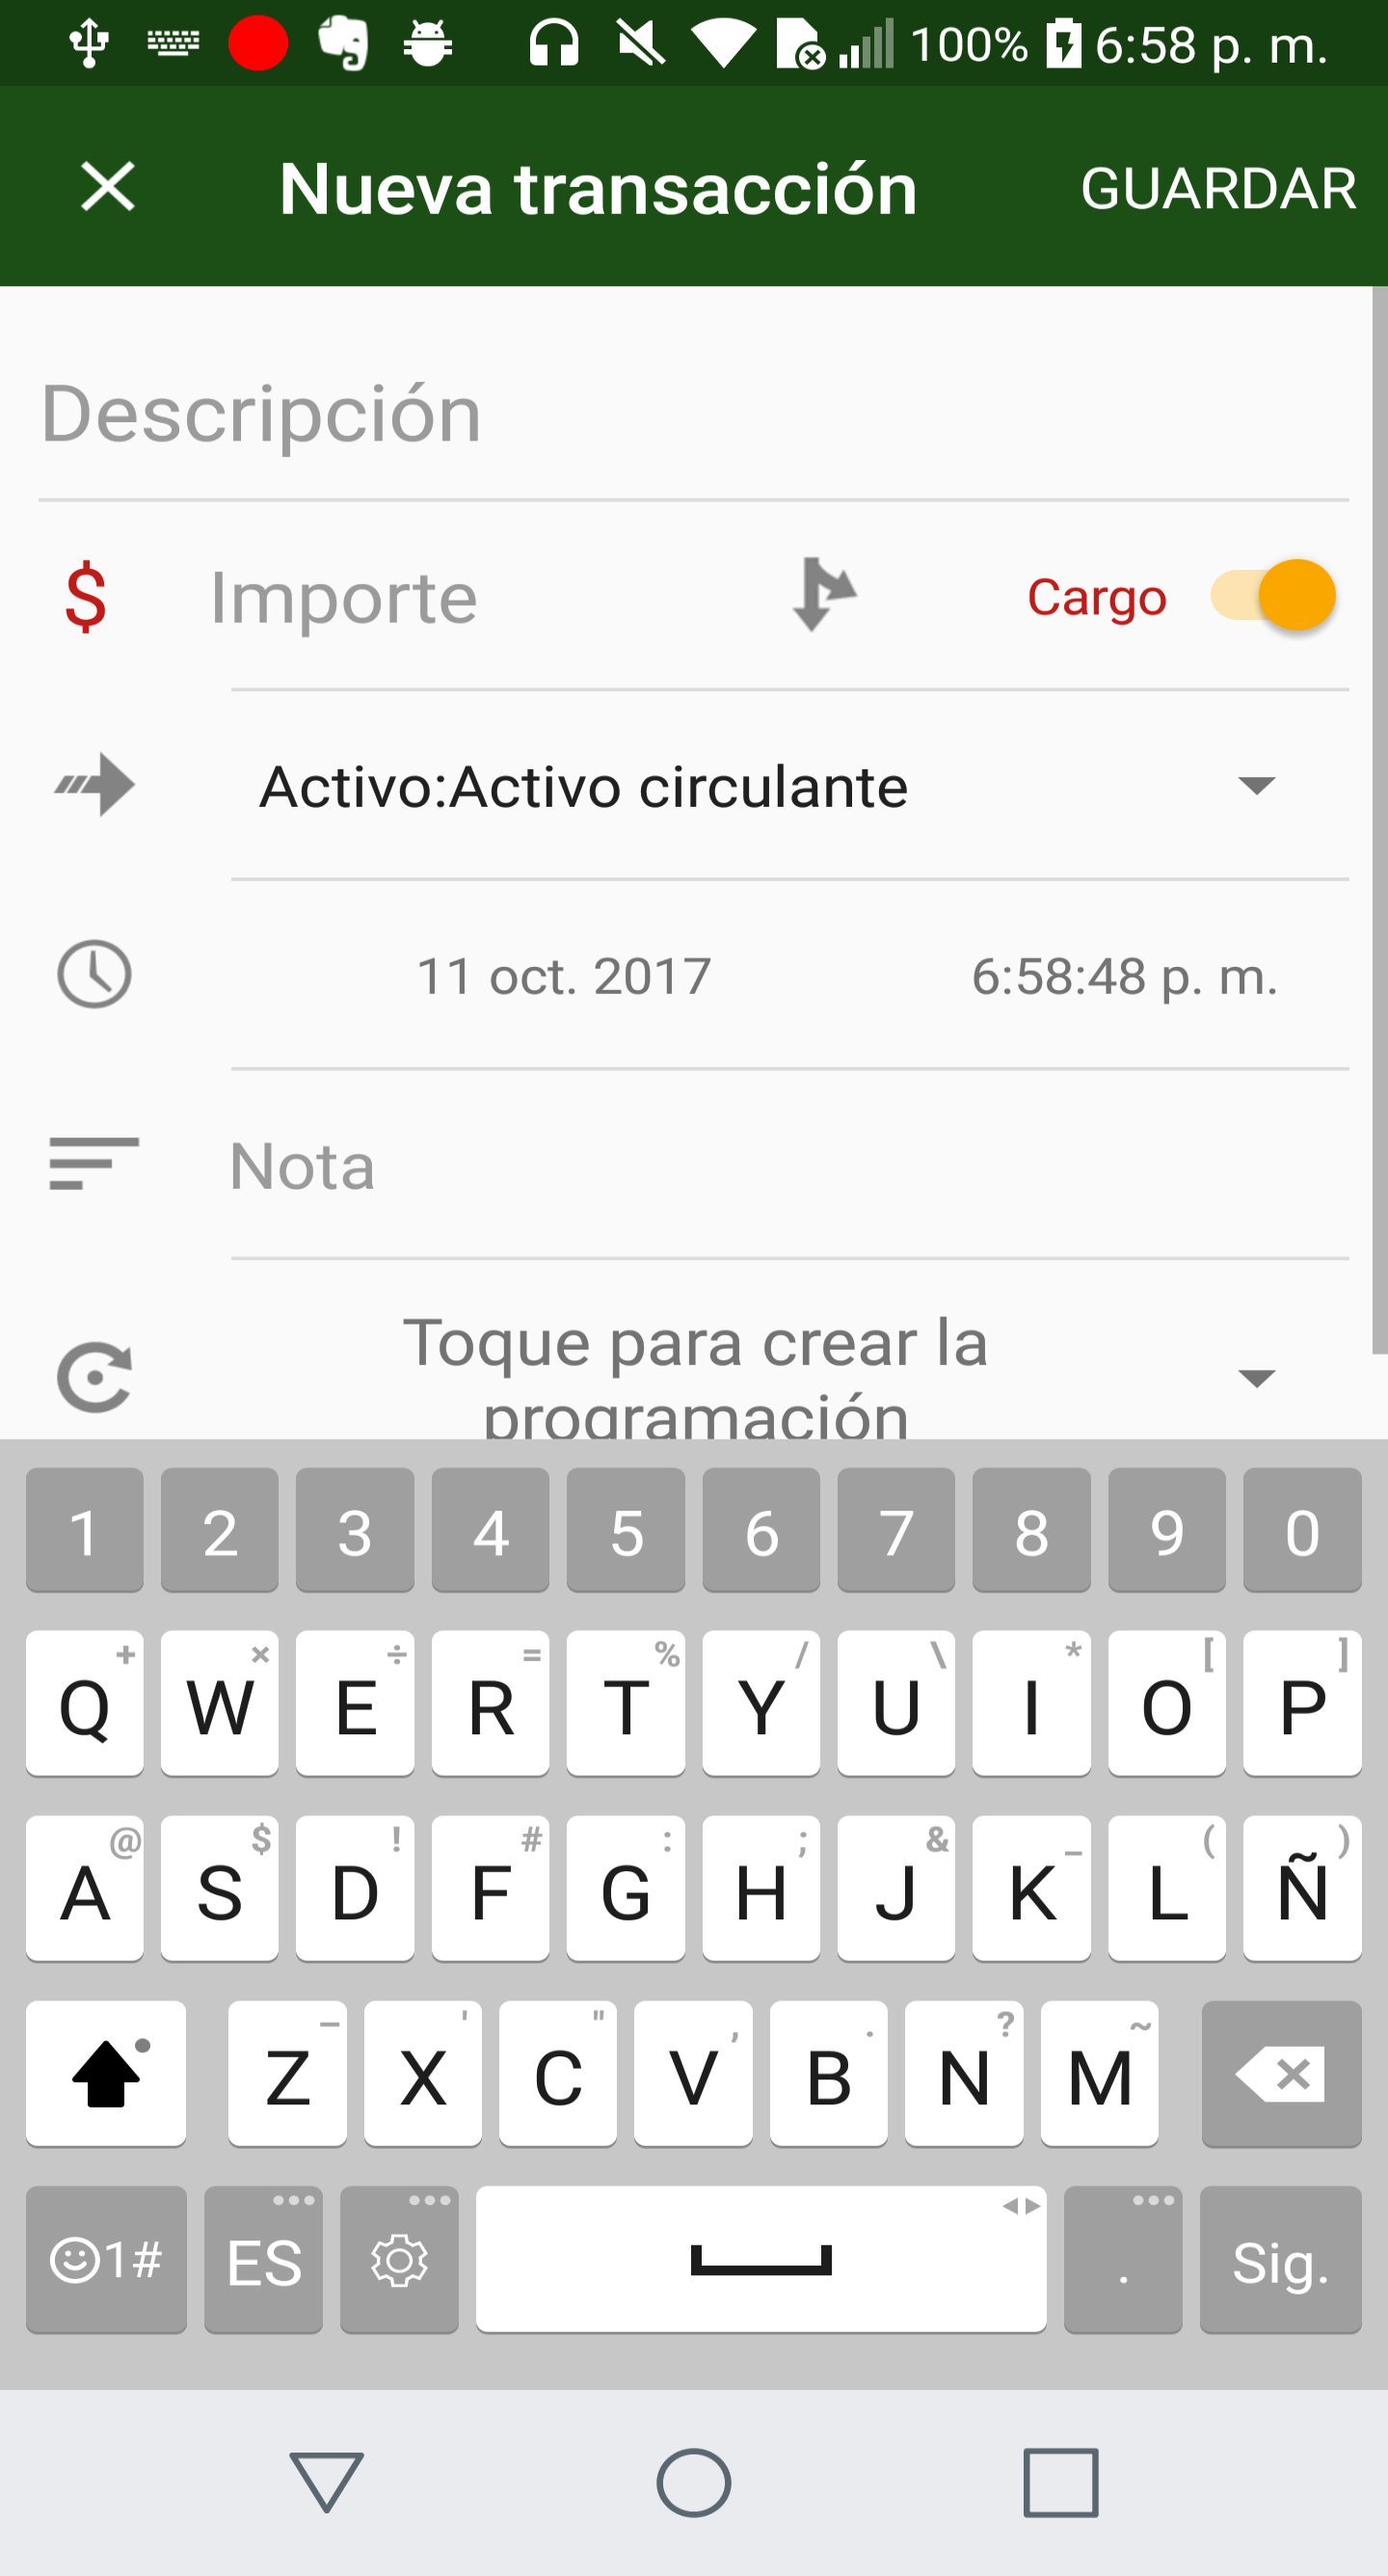 100% 6:58 p. m.
Nueva transacción GUARDAR
Descripción
$ Importe Cargo
Activo:Activo circulante
11 oct. 2017 6:58:48 p. m.
Nota
Toque para crear la
programación
1 2 3 4 5 6 7 8 9 0
+ × ÷ = % / \ * [ ]
Q W E R T Y U I O P
@ $ ! # : ; & _ ( )
A S D F G H J K L Ñ
– ' " , . ? ~
Z X C V B N M
1# ES . Sig.